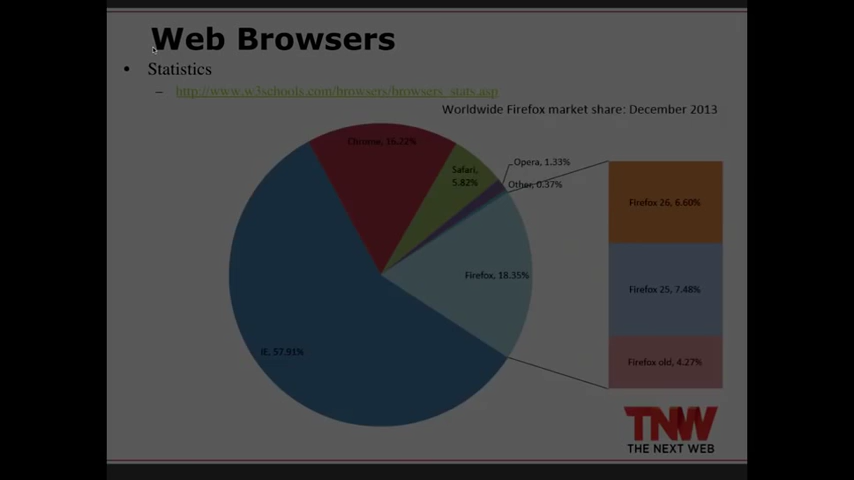 Web Browsers
• Statistics
– http://www.w3schools.com/browsers/browsers_stats.asp
Worldwide Firefox market share: December 2013
Chrome, 16.22%
Safari,
5.82%
Opera, 1.33%
Other, 0.37%
Firefox, 18.35%
IE, 57.91%
Firefox 26, 6.60%
Firefox 25, 7.48%
Firefox old, 4.27%
TNW
THE NEXT WEB